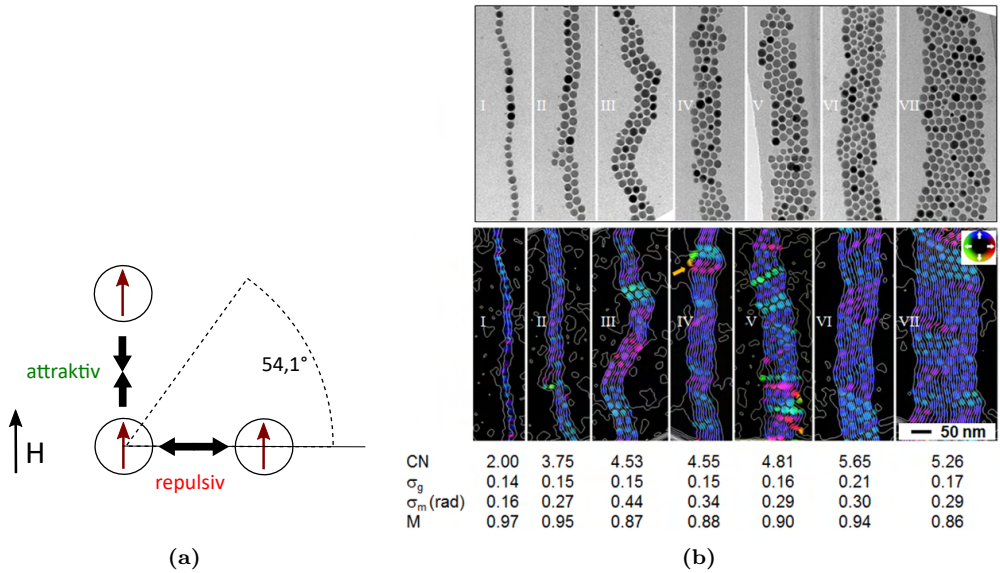 54,1°
attraktiv
H
repulsiv
(a)
I II III IV V VI VII
I II III IV V VI VII
50 nm
CN 2.00 3.75 4.53 4.55 4.81 5.65 5.26
σg 0.14 0.15 0.15 0.15 0.16 0.21 0.17
σm (rad) 0.16 0.27 0.44 0.34 0.29 0.30 0.29
M 0.97 0.95 0.87 0.88 0.90 0.94 0.86
(b)